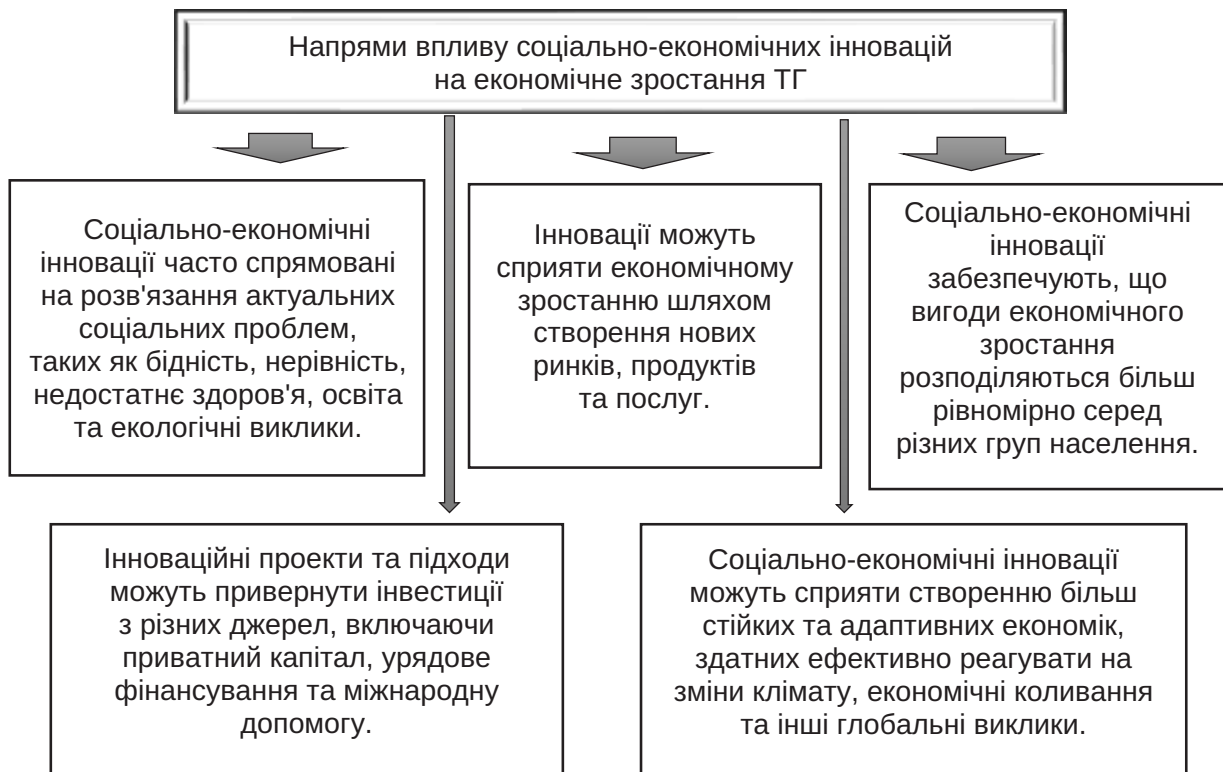 Напрями впливу соціально-економічних інновацій
на економічне зростання ТГ
Соціально-економічні
інновації часто спрямовані
на розв'язання актуальних
соціальних проблем,
таких як бідність, нерівність,
недостатнє здоров'я, освіта
та екологічні виклики.
Інновації можуть
сприяти економічному
зростанню шляхом
створення нових
ринків, продуктів
та послуг.
Соціально-економічні
інновації
забезпечують, що
вигоди економічного
зростання
розподіляються більш
рівномірно серед
різних груп населення.
Інноваційні проекти та підходи
можуть привернути інвестиції
з різних джерел, включаючи
приватний капітал, урядове
фінансування та міжнародну
допомогу.
Соціально-економічні інновації
можуть сприяти створенню більш
стійких та адаптивних економік,
здатних ефективно реагувати на
зміни клімату, економічні коливання
та інші глобальні виклики.